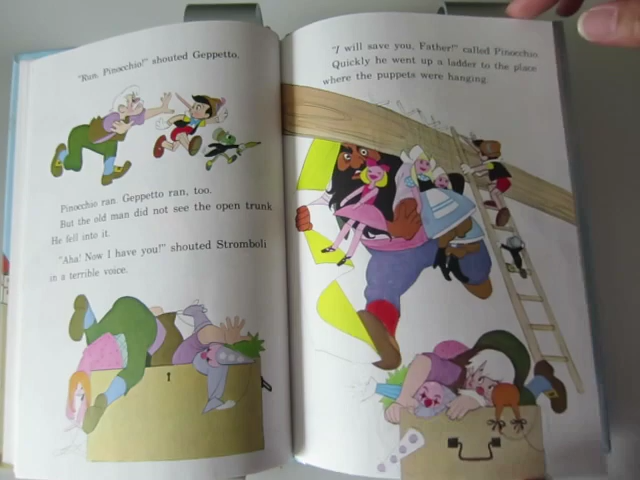 "Run, Pinocchio!" shouted Geppetto.
Pinocchio ran. Geppetto ran, too.
But the old man did not see the open trunk
He fell into it.
"Aha! Now I have you!" shouted Stromboli
in a terrible voice.
"I will save you, Father!" called Pinocchio
Quickly he went up a ladder to the place
where the puppets were hanging.